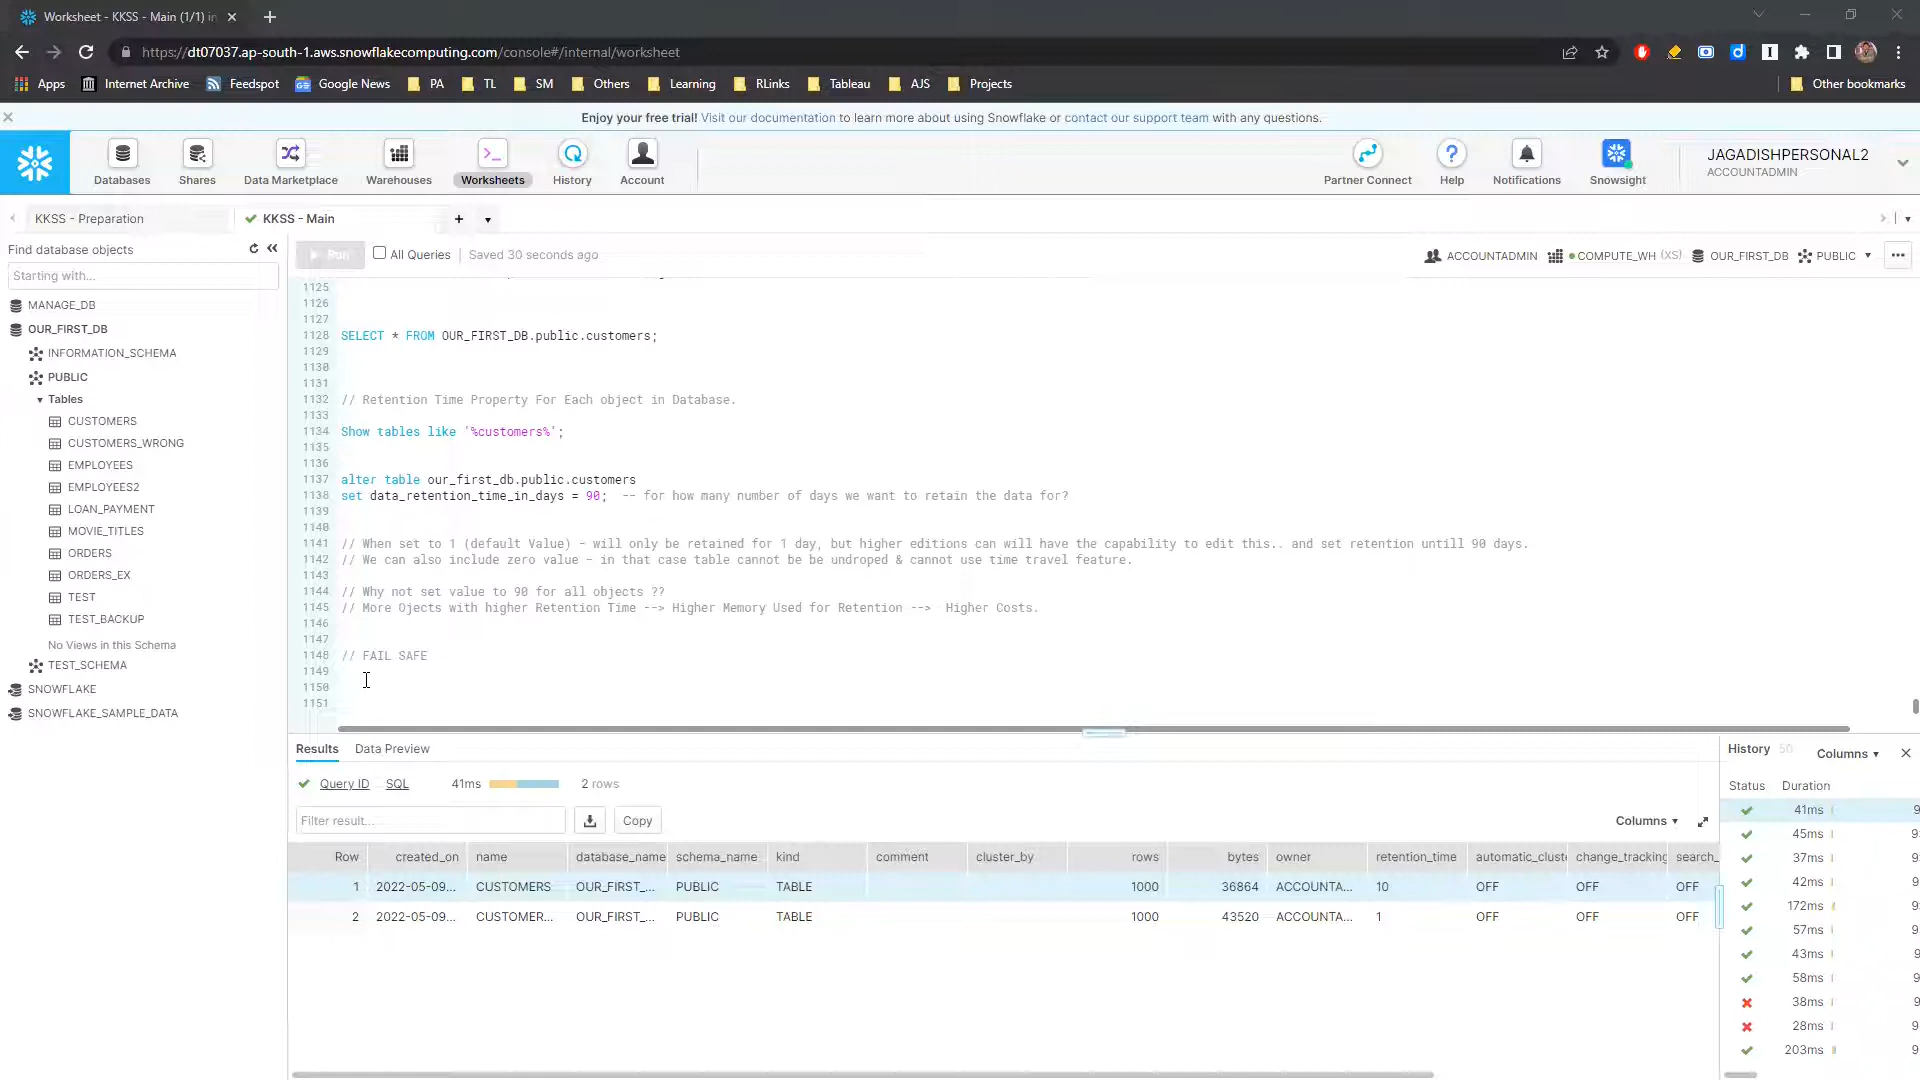 Worksheet - KKSS - Main (1/1) in
https://dt07037.ap-south-1.aws.snowflakecomputing.com/console#/internal/worksheet
Apps Internet Archive Feedspot Google News PA TL SM Others Learning RLinks Tableau AJS Projects Other bookmarks
Enjoy your free trial! Visit our documentation to learn more about using Snowflake or contact our support team with any questions.
Databases Shares Data Marketplace Warehouses Worksheets History Account Partner Connect Help Notifications Snowsight
JAGADISHPERSONAL2
ACCOUNTADMIN
KKSS - Preparation KKSS - Main
Find database objects
Starting with...
MANAGE_DB
OUR_FIRST_DB
INFORMATION_SCHEMA
PUBLIC
Tables
CUSTOMERS
CUSTOMERS_WRONG
EMPLOYEES
EMPLOYEES2
LOAN_PAYMENT
MOVIE_TITLES
ORDERS
ORDERS_EX
TEST
TEST_BACKUP
No Views in this Schema
TEST_SCHEMA
SNOWFLAKE
SNOWFLAKE_SAMPLE_DATA
Run All Queries Saved 30 seconds ago ACCOUNTADMIN COMPUTE_WH (XS) OUR_FIRST_DB PUBLIC
1125
1126
1127
1128 SELECT * FROM OUR_FIRST_DB.public.customers;
1129
1130
1131
1132 // Retention Time Property For Each object in Database.
1133
1134 Show tables like '%customers%';
1135
1136
1137 alter table our_first_db.public.customers
1138 set data_retention_time_in_days = 90; -- for how many number of days we want to retain the data for?
1139
1140
1141 // When set to 1 (default Value) - will only be retained for 1 day, but higher editions can will have the capability to edit this.. and set retention untill 90 days.
1142 // We can also include zero value - in that case table cannot be be undroped & cannot use time travel feature.
1143
1144 // Why not set value to 90 for all objects ??
1145 // More Ojects with higher Retention Time --> Higher Memory Used for Retention --> Higher Costs.
1146
1147
1148 // FAIL SAFE
1149
1150
1151
Results Data Preview
Query ID SQL 41ms 2 rows
Filter result... Copy Columns
Row created_on name database_name schema_name kind comment cluster_by rows bytes owner retention_time automatic_cluste change_tracking search_
1 2022-05-09... CUSTOMERS OUR_FIRST_... PUBLIC TABLE 1000 36864 ACCOUNTA... 10 OFF OFF OFF
2 2022-05-09... CUSTOMER... OUR_FIRST_... PUBLIC TABLE 1000 43520 ACCOUNTA... 1 OFF OFF OFF
History 50 Columns
Status Duration
41ms 9
45ms 9
37ms 9
42ms 9
172ms 9
57ms 9
43ms 9
58ms 9
38ms 9
28ms 9
203ms 9